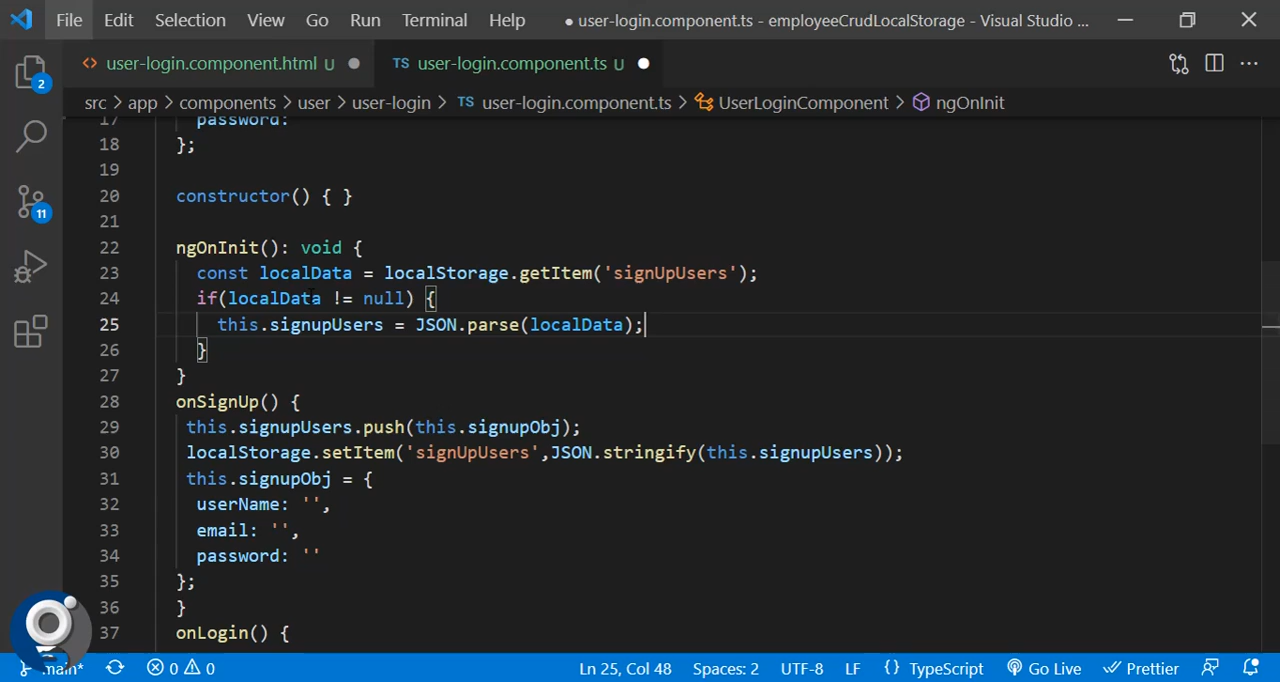 File Edit Selection View Go Run Terminal Help ● user-login.component.ts - employeeCrudLocalStorage - Visual Studio ...
<> user-login.component.html U ● TS user-login.component.ts U ●
2
src > app > components > user > user-login > TS user-login.component.ts > UserLoginComponent > ngOnInit
17 password:
18 };
19
20 constructor() { }
11
21
22 ngOnInit(): void {
23 const localData = localStorage.getItem('signUpUsers');
24 if(localData != null) {
25 this.signupUsers = JSON.parse(localData);
26 }
27 }
28 onSignUp() {
29 this.signupUsers.push(this.signupObj);
30 localStorage.setItem('signUpUsers',JSON.stringify(this.signupUsers));
31 this.signupObj = {
32 userName: '',
33 email: '',
34 password: ''
35 };
36 }
37 onLogin() {
main* 0 0 Ln 25, Col 48 Spaces: 2 UTF-8 LF { } TypeScript Go Live Prettier